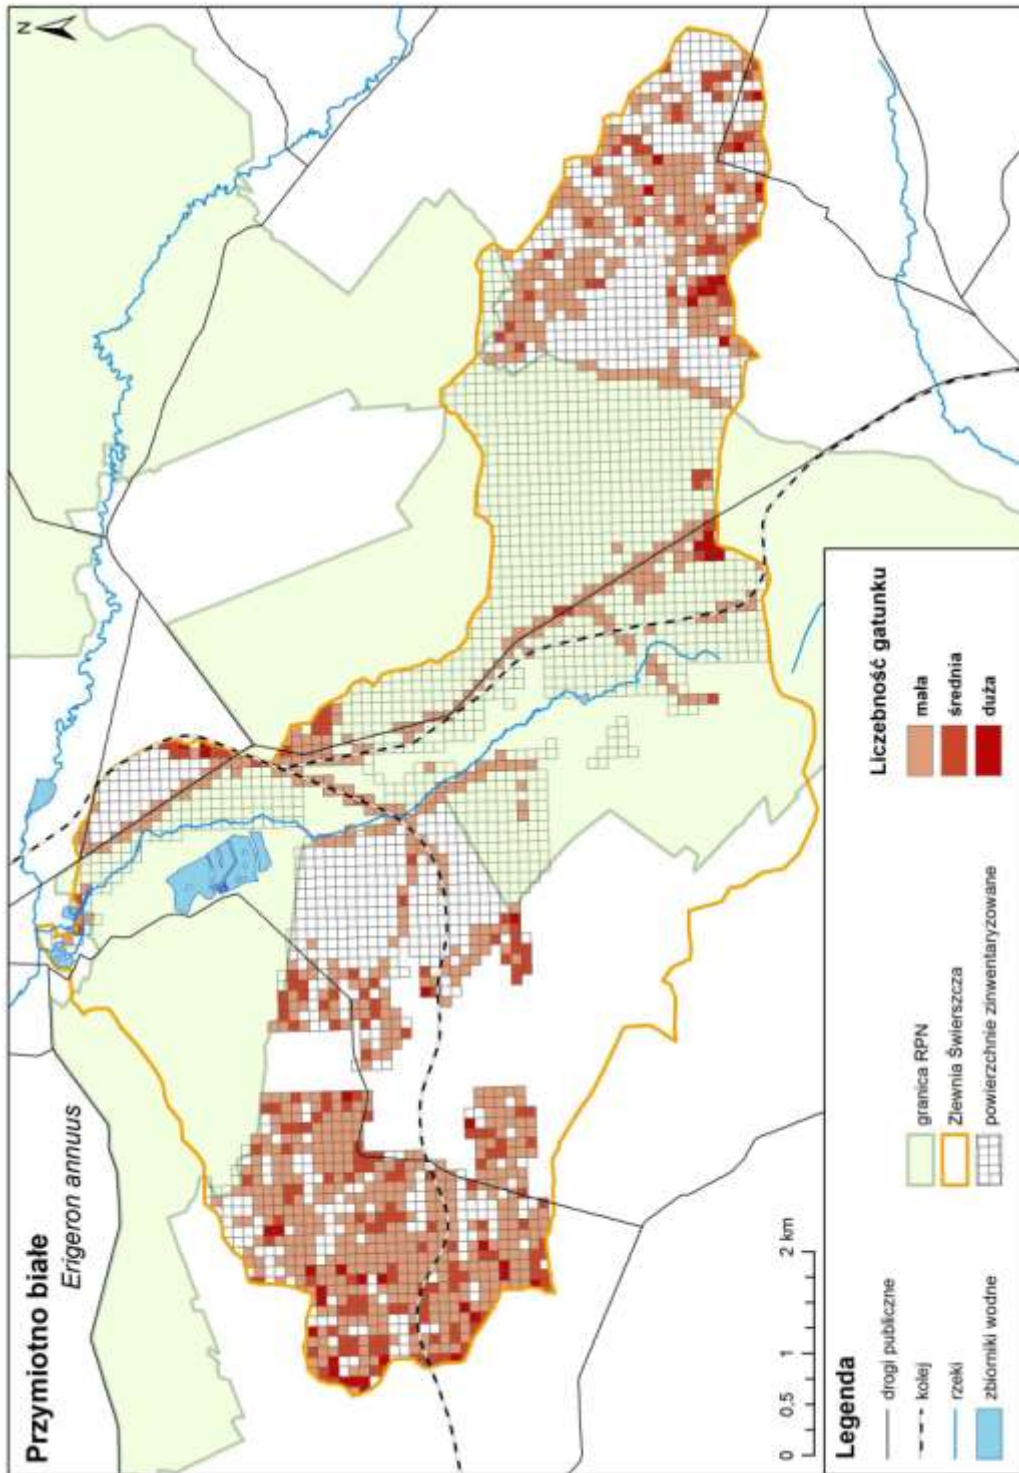 Przymiotno białe
Erigeron annuus
N
0 0.5 1 2 km
Legenda
drogi publiczne
kolej
rzeki
zbiorniki wodne
granica RPN
Zlewnia Świerszcza
powierzchnie zinwentaryzowane
Liczebność gatunku
mała
średnia
duża